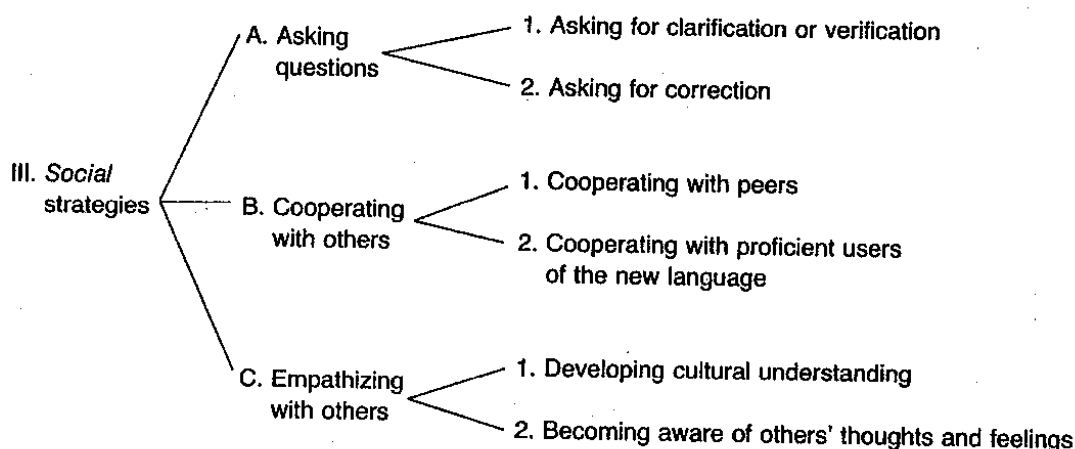 III. Social
strategies
A. Asking
questions
1. Asking for clarification or verification
2. Asking for correction
B. Cooperating
with others
1. Cooperating with peers
2. Cooperating with proficient users
of the new language
C. Empathizing
with others
1. Developing cultural understanding
2. Becoming aware of others' thoughts and feelings